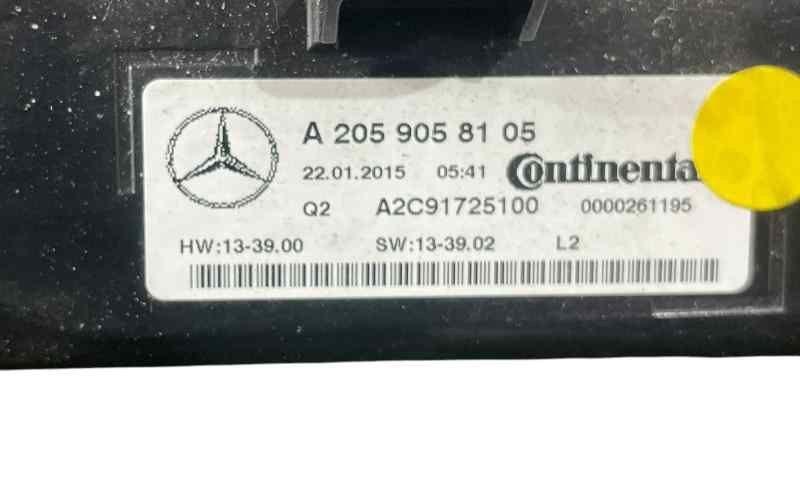 A 205 905 81 05
22.01.2015 05:41 Continenta
Q2 A2C91725100 0000261195
HW:13-39.00 SW:13-39.02 L2